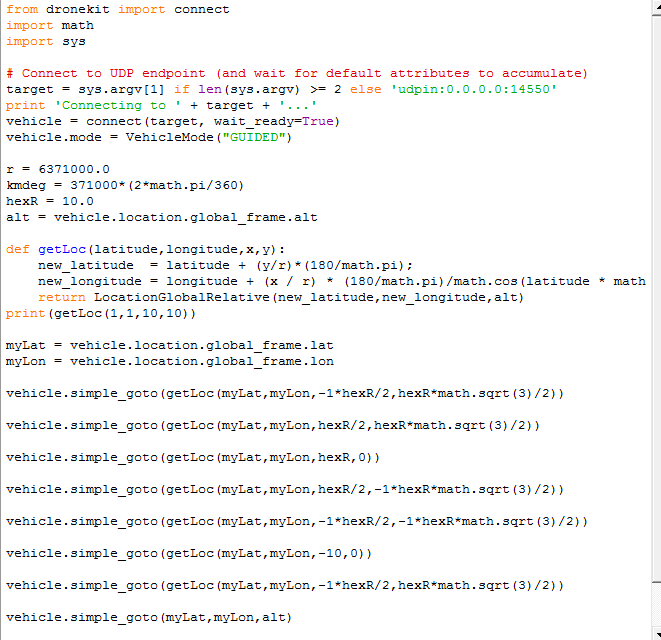 from dronekit import connect
import math
import sys
# Connect to UDP endpoint (and wait for default attributes to accumulate)
target = sys.argv[1] if len(sys.argv) >= 2 else 'udpin:0.0.0.0:14550'
print 'Connecting to ' + target + '...'
vehicle = connect(target, wait_ready=True)
vehicle.mode = VehicleMode("GUIDED")
r = 6371000.0
kmdeg = 371000*(2*math.pi/360)
hexR = 10.0
alt = vehicle.location.global_frame.alt
def getLoc(latitude,longitude,x,y):
    new_latitude  = latitude + (y/r)*(180/math.pi);
    new_longitude = longitude + (x / r) * (180/math.pi)/math.cos(latitude * math
    return LocationGlobalRelative(new_latitude,new_longitude,alt)
print(getLoc(1,1,10,10))
myLat = vehicle.location.global_frame.lat
myLon = vehicle.location.global_frame.lon
vehicle.simple_goto(getLoc(myLat,myLon,-1*hexR/2,hexR*math.sqrt(3)/2))
vehicle.simple_goto(getLoc(myLat,myLon,hexR/2,hexR*math.sqrt(3)/2))
vehicle.simple_goto(getLoc(myLat,myLon,hexR,0))
vehicle.simple_goto(getLoc(myLat,myLon,hexR/2,-1*hexR*math.sqrt(3)/2))
vehicle.simple_goto(getLoc(myLat,myLon,-1*hexR/2,-1*hexR*math.sqrt(3)/2))
vehicle.simple_goto(getLoc(myLat,myLon,-10,0))
vehicle.simple_goto(getLoc(myLat,myLon,-1*hexR/2,hexR*math.sqrt(3)/2))
vehicle.simple_goto(myLat,myLon,alt)